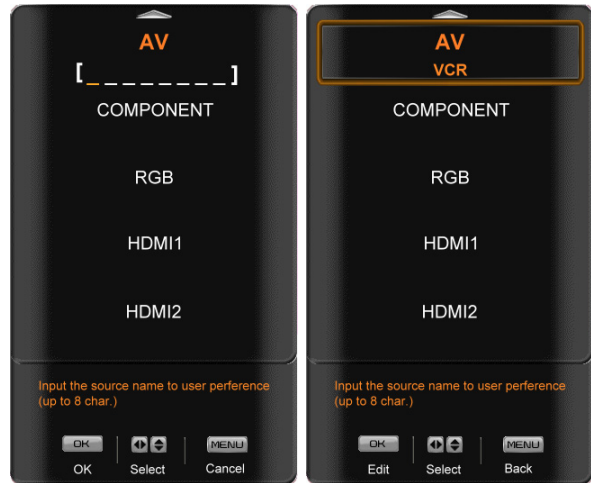 AV
[_ _ _ _ _ _ _ _]
COMPONENT
RGB
HDMI1
HDMI2
Input the source name to user perference
(up to 8 char.)
OK MENU
OK Select Cancel
AV
VCR
COMPONENT
RGB
HDMI1
HDMI2
Input the source name to user perference
(up to 8 char.)
OK MENU
Edit Select Back